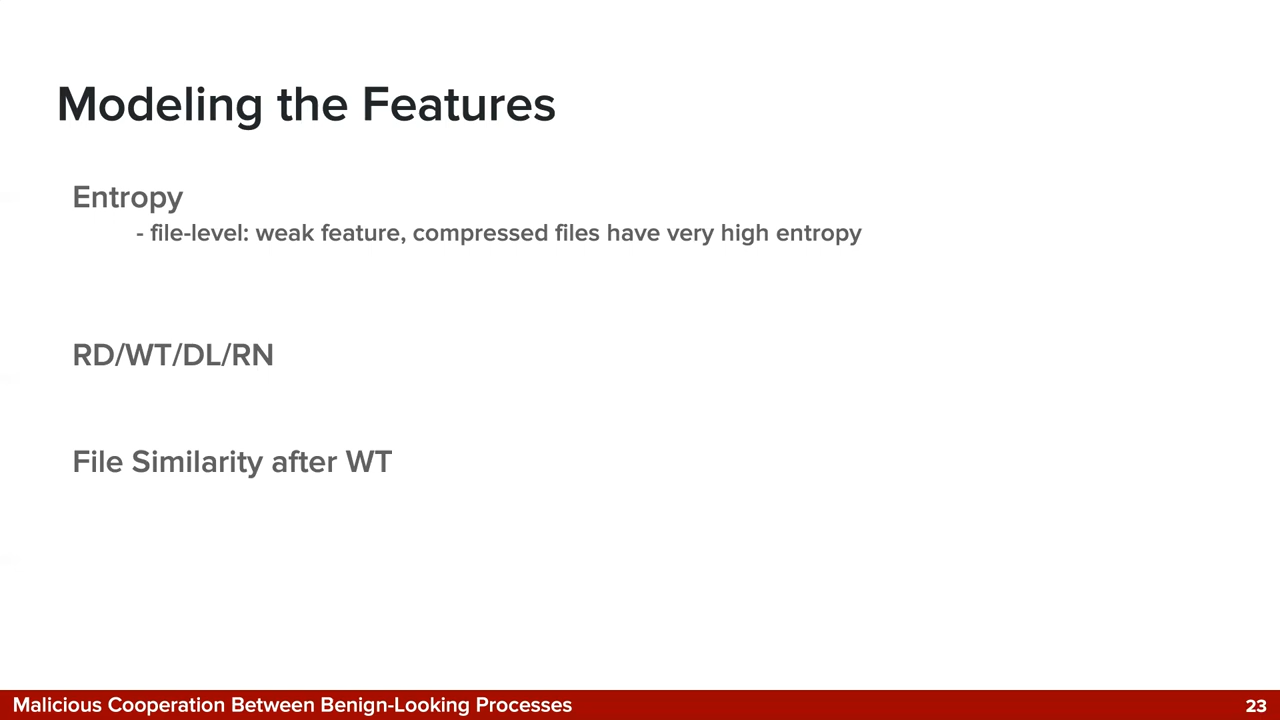 Modeling the Features
Entropy
- file-level: weak feature, compressed files have very high entropy
RD/WT/DL/RN
File Similarity after WT
Malicious Cooperation Between Benign-Looking Processes
23